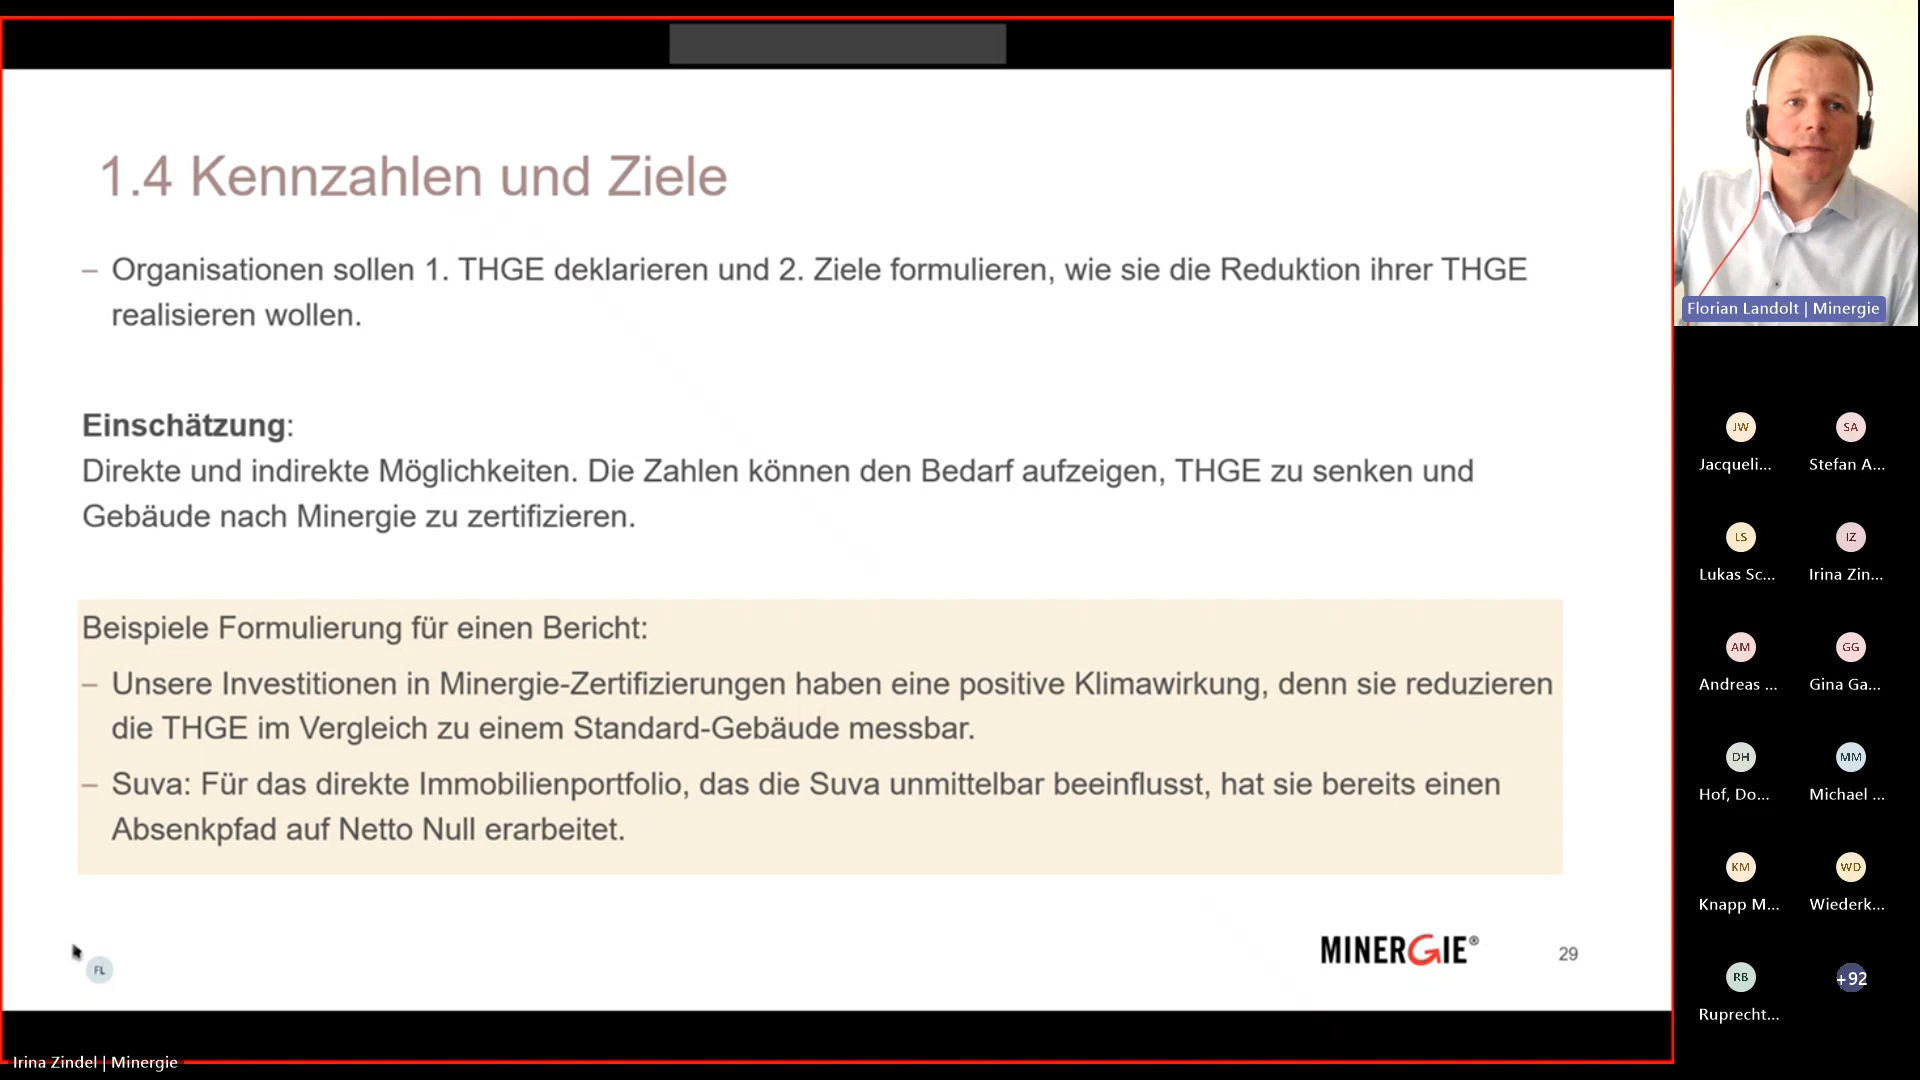 1.4 Kennzahlen und Ziele
– Organisationen sollen 1. THGE deklarieren und 2. Ziele formulieren, wie sie die Reduktion ihrer THGE
realisieren wollen.
Einschätzung:
Direkte und indirekte Möglichkeiten. Die Zahlen können den Bedarf aufzeigen, THGE zu senken und
Gebäude nach Minergie zu zertifizieren.
Beispiele Formulierung für einen Bericht:
– Unsere Investitionen in Minergie-Zertifizierungen haben eine positive Klimawirkung, denn sie reduzieren
die THGE im Vergleich zu einem Standard-Gebäude messbar.
– Suva: Für das direkte Immobilienportfolio, das die Suva unmittelbar beeinflusst, hat sie bereits einen
Absenkpfad auf Netto Null erarbeitet.
MINERGIE®
29
FL
Irina Zindel | Minergie
Florian Landolt | Minergie
JW
SA
Jacqueli...
Stefan A...
LS
IZ
Lukas Sc...
Irina Zin...
AM
GG
Andreas ...
Gina Ga...
DH
MM
Hof, Do...
Michael ...
KM
WD
Knapp M...
Wiederk...
RB
+92
Ruprecht...